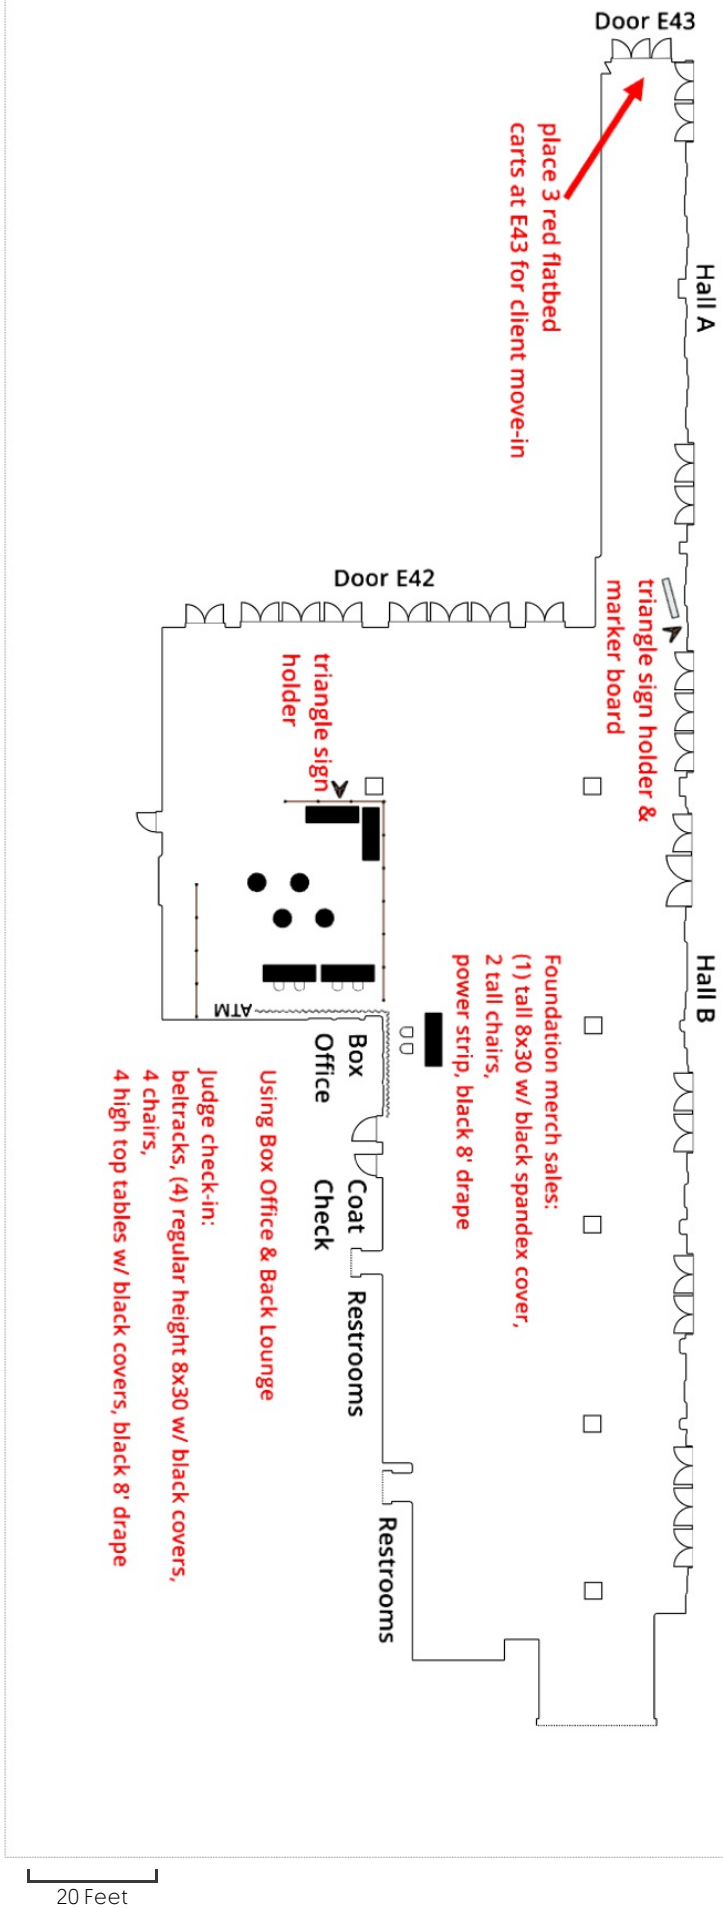 Door E43
place 3 red flatbed
carts at E43 for client move-in
Hall A
Door E42
triangle sign holder &
marker board
triangle sign
holder
Hall B
Foundation merch sales:
(1) tall 8x30 w/ black spandex cover,
2 tall chairs,
power strip, black 8' drape
ATM
Box
Office
Coat
Check
Restrooms
Restrooms
Using Box Office & Back Lounge
Judge check-in:
beltracks, (4) regular height 8x30 w/ black covers,
4 chairs,
4 high top tables w/ black covers, black 8' drape
20 Feet